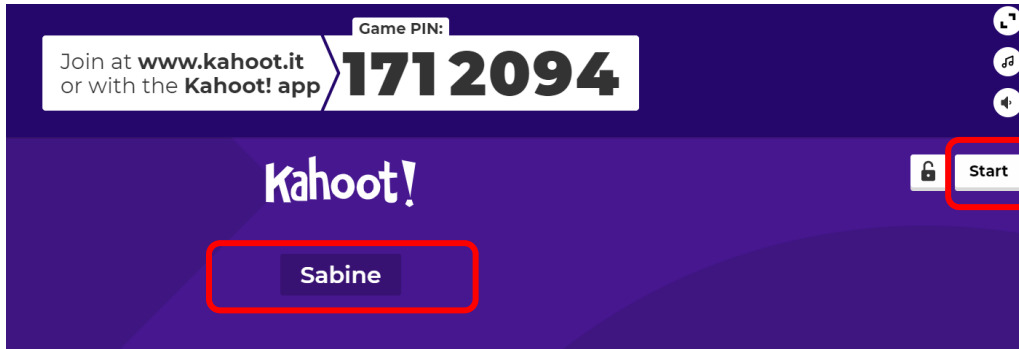 Game PIN:
Join at www.kahoot.it
or with the Kahoot! app
171 2094
Kahoot!
Start
Sabine